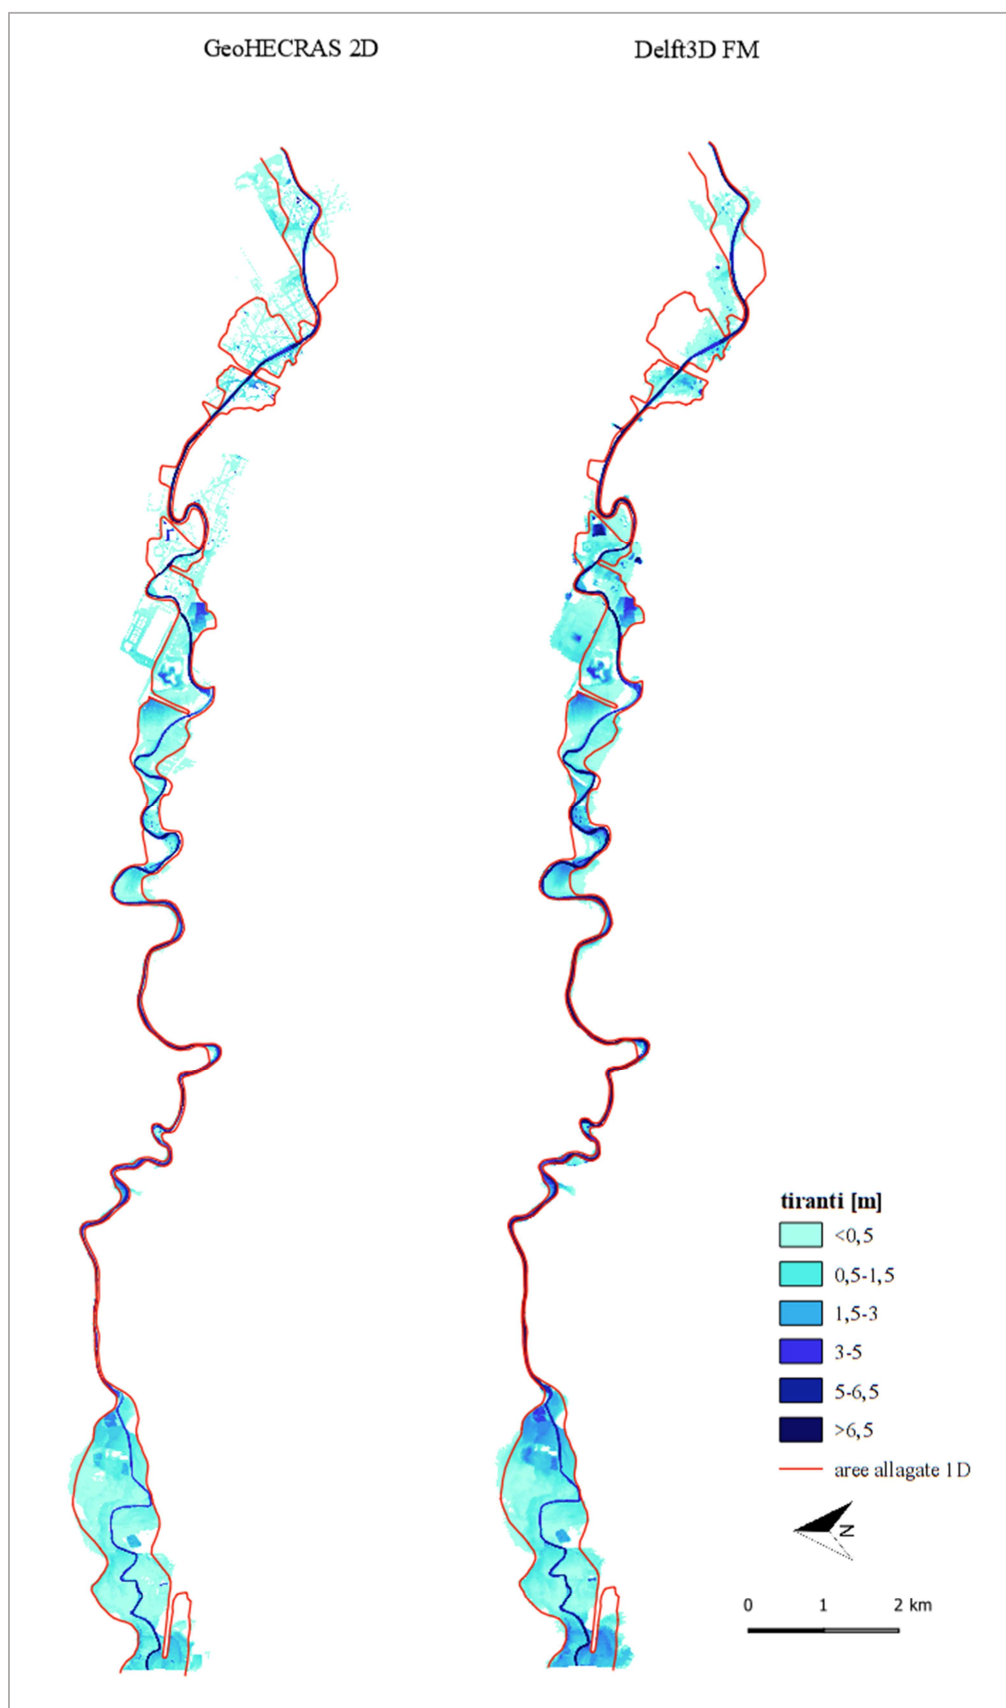 GeoHECRAS 2D
Delft3D FM
tiranti [m]
<0,5
0,5-1,5
1,5-3
3-5
5-6,5
>6,5
aree allagate 1D
N
0 1 2 km